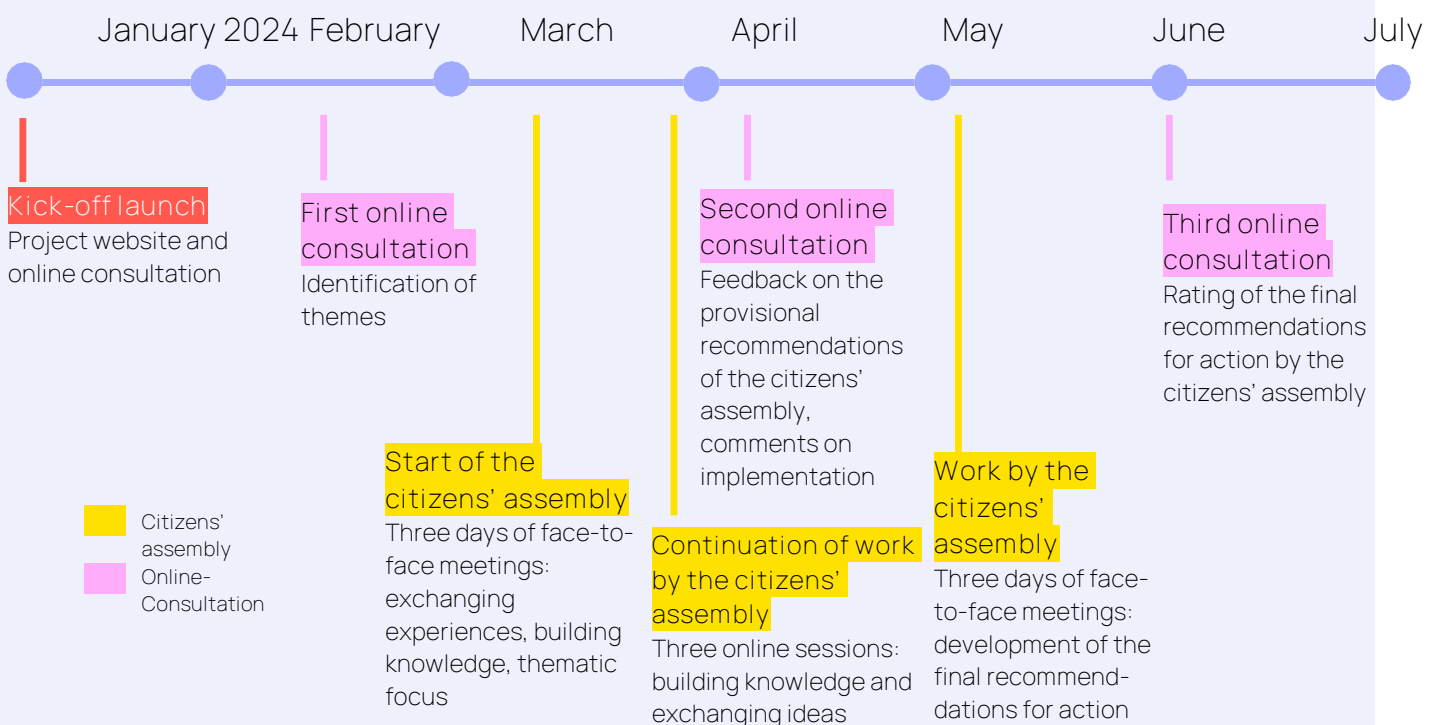 January 2024 February March April May June July
Kick-off launch
Project website and
online consultation
First online
consultation
Identification of
themes
Start of the
citizens’ assembly
Three days of face-to-
face meetings:
exchanging
experiences, building
knowledge, thematic
focus
Continuation of work
by the citizens’
assembly
Three online sessions:
building knowledge and
exchanging ideas
Second online
consultation
Feedback on the
provisional
recommendations
of the citizens’
assembly,
comments on
implementation
Work by the
citizens’
assembly
Three days of face-
to-face meetings:
development of the
final recommend-
dations for action
Third online
consultation
Rating of the final
recommendations
for action by the
citizens’ assembly
Citizens’
assembly
Online-
Consultation